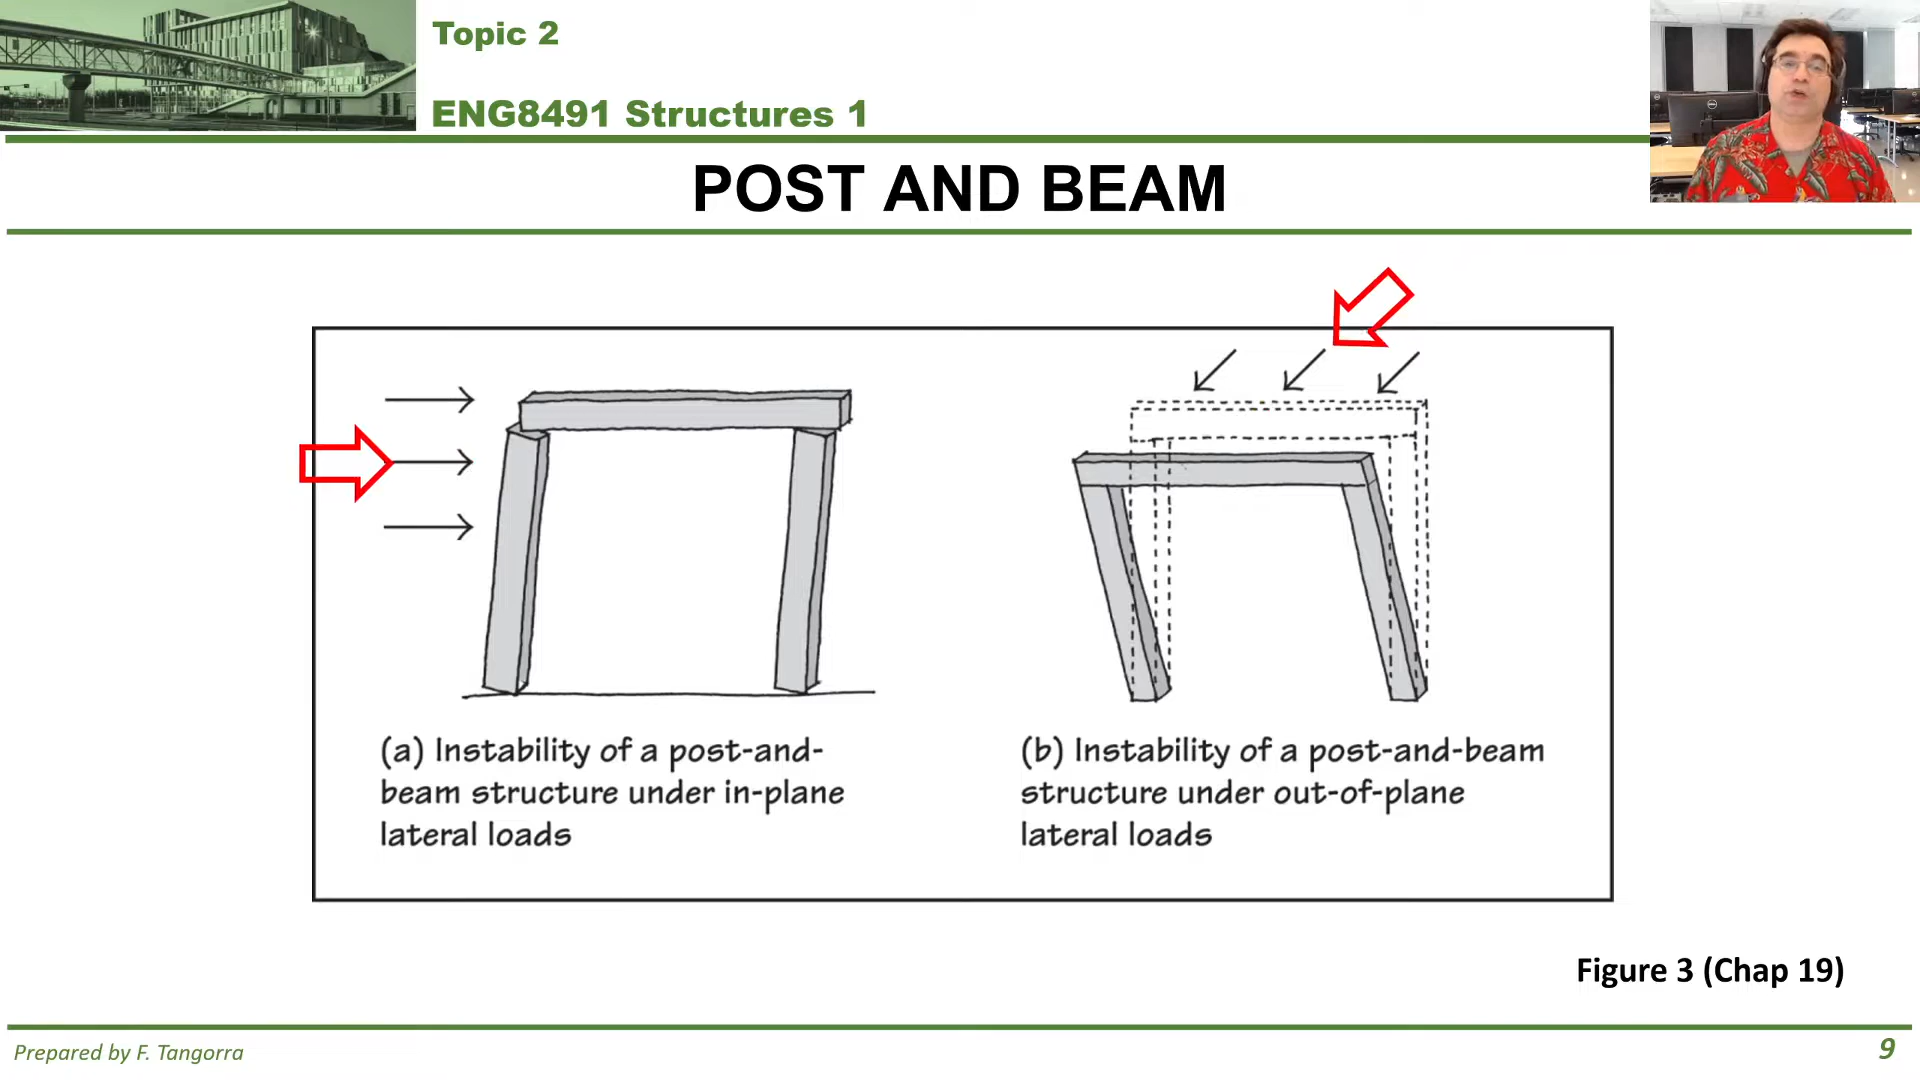 Topic 2
ENG8491 Structures 1
POST AND BEAM
(a) Instability of a post-and-
beam structure under in-plane
lateral loads
(b) Instability of a post-and-beam
structure under out-of-plane
lateral loads
Figure 3 (Chap 19)
Prepared by F. Tangorra
9